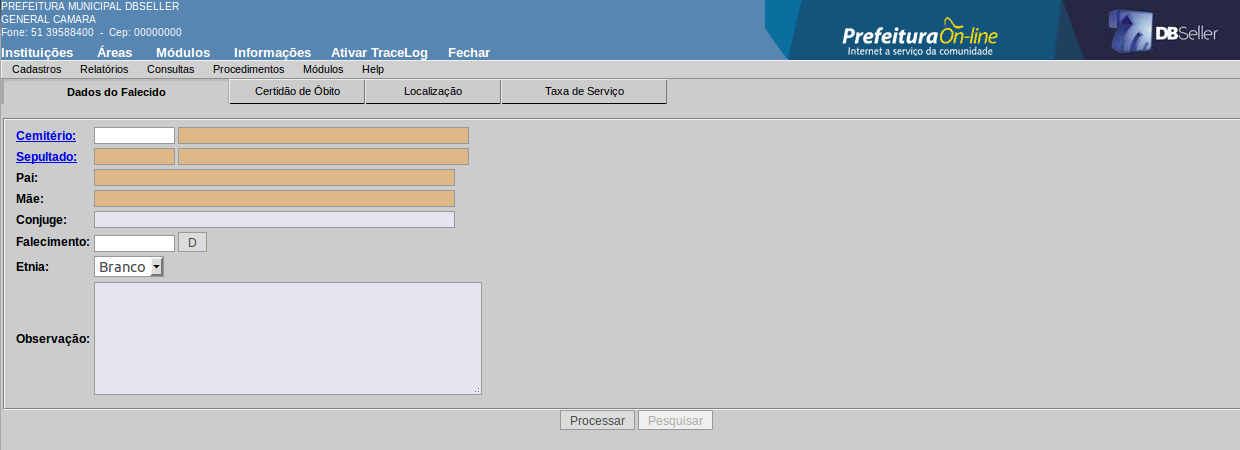 PREFEITURA MUNICIPAL DBSELLER
GENERAL CAMARA
Fone: 51 39588400 - Cep: 00000000
Instituições Áreas Módulos Informações Ativar TraceLog Fechar
Prefeitura On-line
Internet a serviço da comunidade
DBSeller
Cadastros Relatórios Consultas Procedimentos Módulos Help
Dados do Falecido Certidão de Óbito Localização Taxa de Serviço
Cemitério:
Sepultado:
Pai:
Mãe:
Conjuge:
Falecimento: D
Etnia: Branco
Observação:
Processar Pesquisar